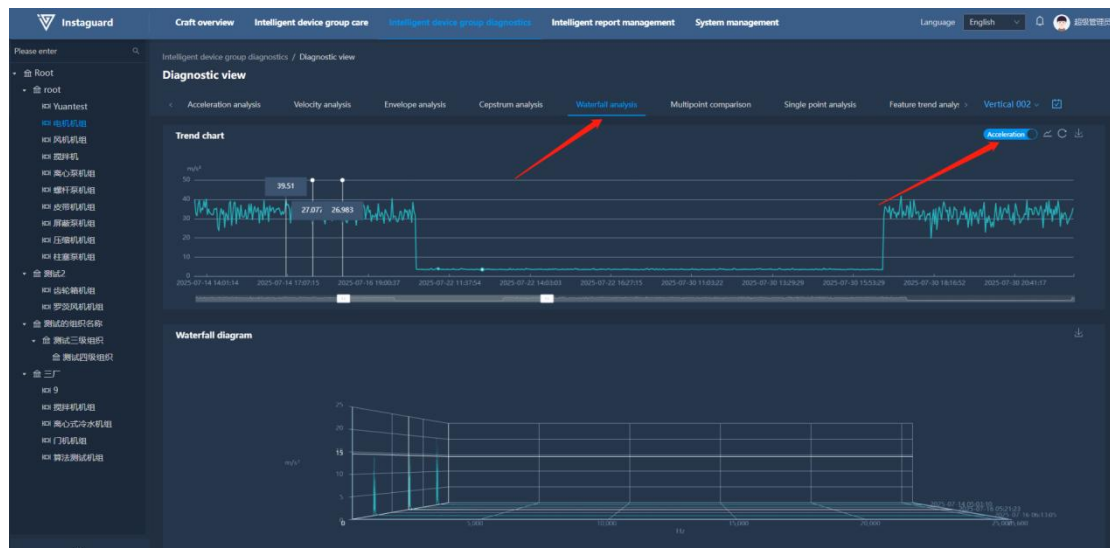 Instaguard
Craft overview Intelligent device group care Intelligent device group diagnostics Intelligent report management System management Language English 超级管理员
Please enter
Root
root
Yuantest
电机机组
风机机组
搅拌机
离心泵机组
螺杆泵机组
皮带机机组
屏蔽泵机组
压缩机机组
柱塞泵机组
测试2
齿轮箱机组
罗茨风机机组
测试的组织名称
测试三级组织
测试四级组织
三厂
9
搅拌机机组
离心式冷水机组
门机机组
算法测试机组
Intelligent device group diagnostics / Diagnostic view
Diagnostic view
Acceleration analysis Velocity analysis Envelope analysis Cepstrum analysis Waterfall analysis Multipoint comparison Single point analysis Feature trend analy: Vertical 002
Trend chart Acceleration
m/s²
50
40
30
20
10
0
39.51
27.077 26.983
2025-07-14 14:01:14 2025-07-14 17:07:15 2025-07-16 19:00:37 2025-07-22 11:37:54 2025-07-22 14:03:03 2025-07-22 16:27:15 2025-07-30 11:03:22 2025-07-30 13:29:29 2025-07-30 15:53:29 2025-07-30 18:16:52 2025-07-30 20:41:17
Waterfall diagram
m/s²
25
20
15
10
5
0
0 5,000 10,000 15,000 20,000
Hz